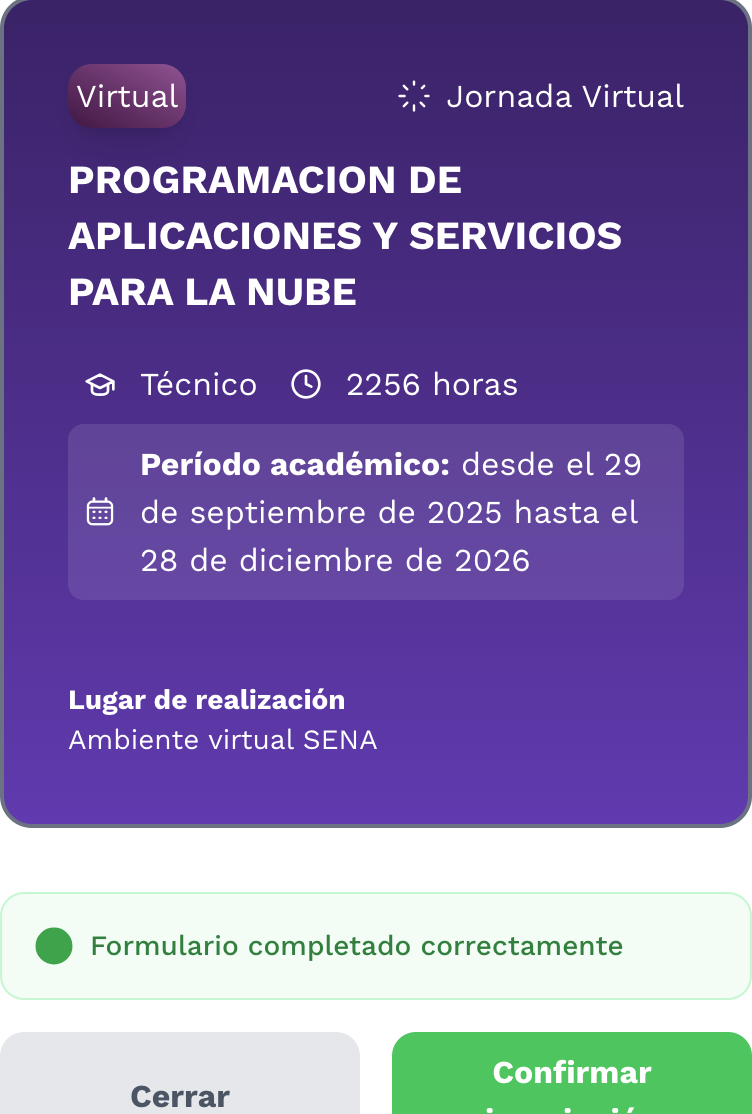 Virtual
Jornada Virtual
PROGRAMACION DE
APLICACIONES Y SERVICIOS
PARA LA NUBE
Técnico 2256 horas
Período académico: desde el 29
de septiembre de 2025 hasta el
28 de diciembre de 2026
Lugar de realización
Ambiente virtual SENA
Formulario completado correctamente
Cerrar
Confirmar